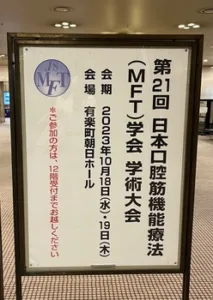 第21回 日本口腔筋機能療法
(MFT)学会 学術大会
会 期 2023年10月18日(水)・19日(木)
会 場 有楽町朝日ホール
JS
MFT
*ご参加の方は、12階受付までお越しください